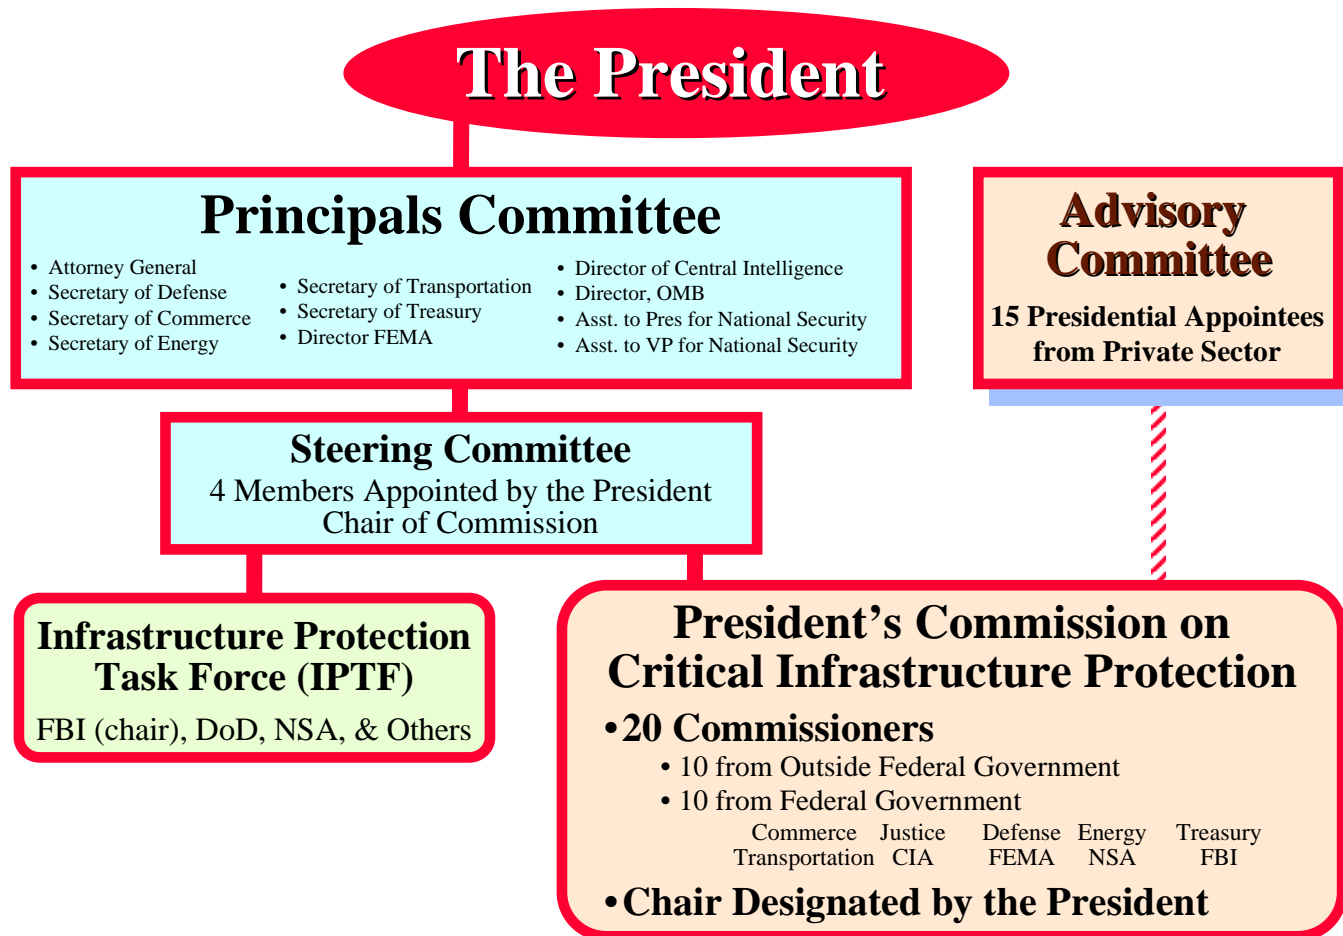 The President
Principals Committee
• Attorney General
• Secretary of Defense
• Secretary of Commerce
• Secretary of Energy
• Secretary of Transportation
• Secretary of Treasury
• Director FEMA
• Director of Central Intelligence
• Director, OMB
• Asst. to Pres for National Security
• Asst. to VP for National Security
Advisory
Committee
15 Presidential Appointees
from Private Sector
Steering Committee
4 Members Appointed by the President
Chair of Commission
Infrastructure Protection
Task Force (IPTF)
FBI (chair), DoD, NSA, & Others
President’s Commission on
Critical Infrastructure Protection
•20 Commissioners
• 10 from Outside Federal Government
• 10 from Federal Government
Commerce Justice Defense Energy Treasury
Transportation CIA FEMA NSA FBI
•Chair Designated by the President